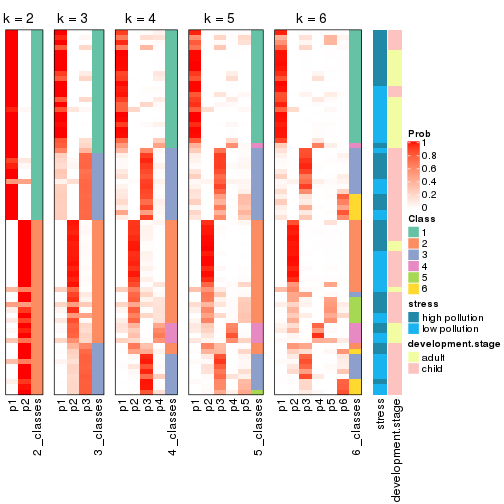 k = 2 k = 3 k = 4 k = 5 k = 6
Prob
1
0.8
0.6
0.4
0.2
0
Class
1
2
3
4
5
6
stress
high pollution
low pollution
development.stage
adult
child
p1 p2 2_classes p1 p2 p3 3_classes p1 p2 p3 p4 4_classes p1 p2 p3 p4 p5 5_classes p1 p2 p3 p4 p5 p6 6_classes stress development.stage